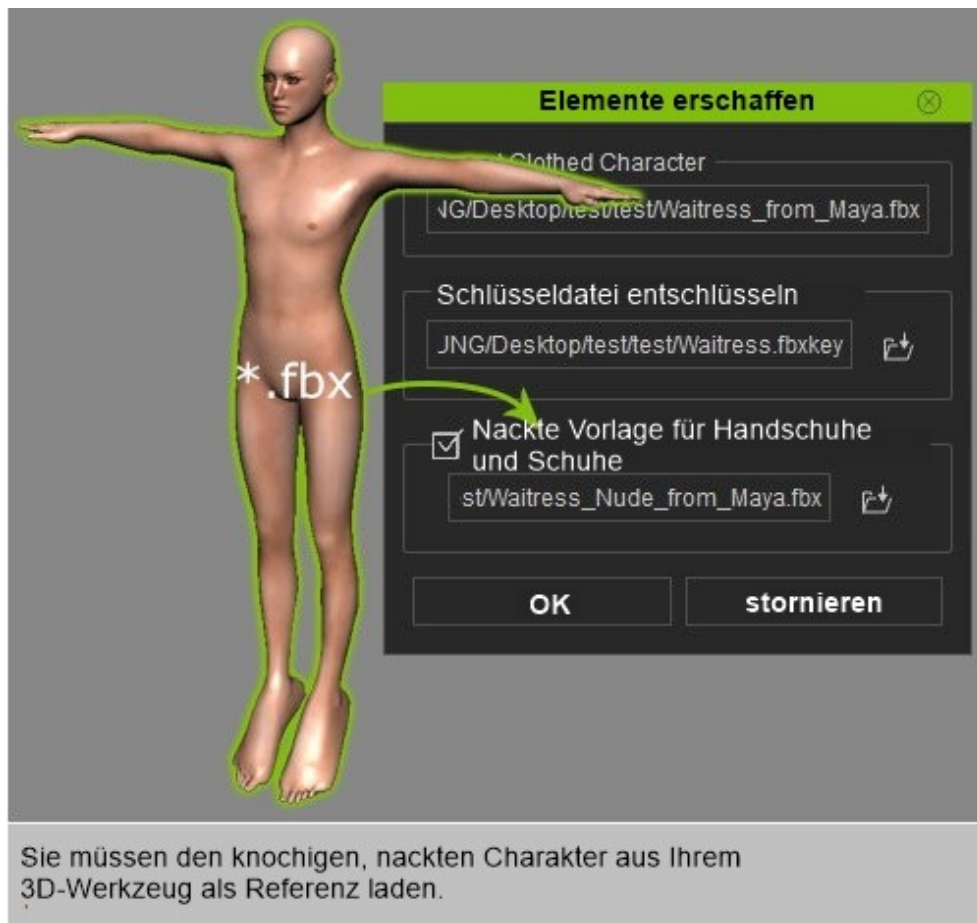 Elemente erschaffen
Clothed Character
NG/Desktop/test/test/Waitress_from_Maya.fbx
Schlüsseldatei entschlüsseln
JNG/Desktop/test/test/Waitress.fbxkey
*.fbx
Nackte Vorlage für Handschuhe
und Schuhe
st/Waitress_Nude_from_Maya.fbx
OK
stornieren
Sie müssen den knochigen, nackten Charakter aus Ihrem
3D-Werkzeug als Referenz laden.